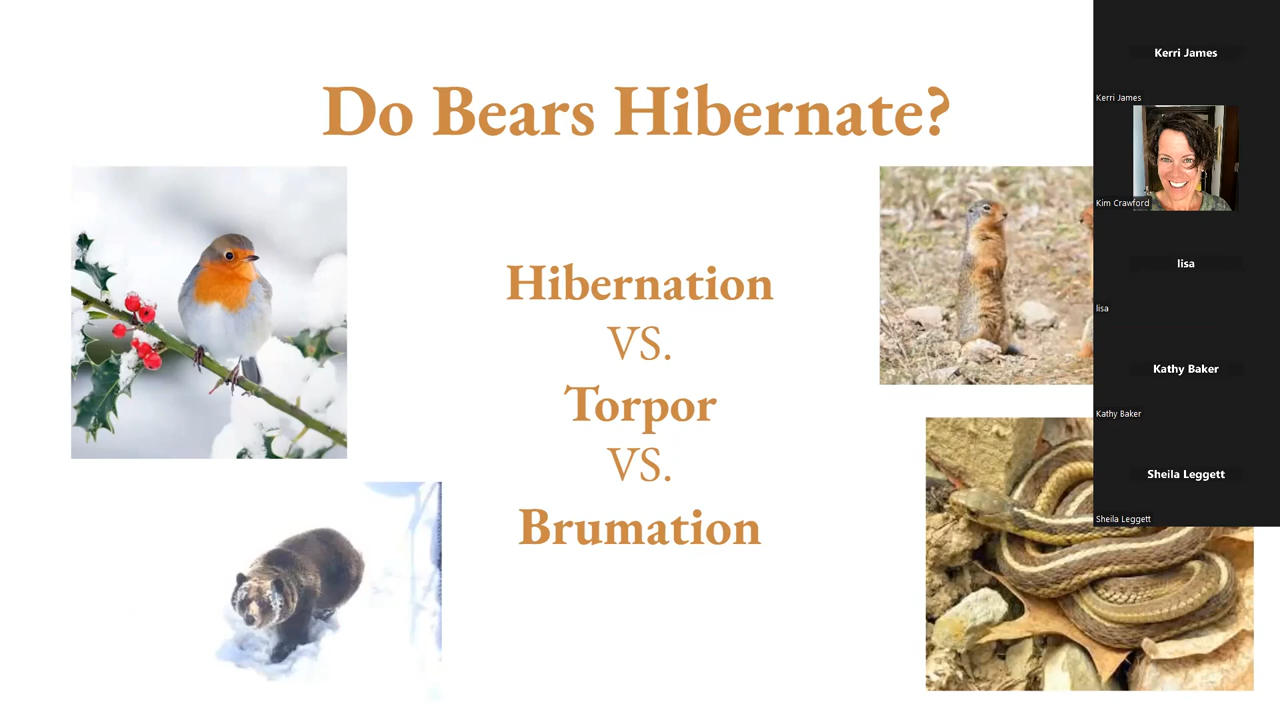 Do Bears Hibernate?
Hibernation
VS.
Torpor
VS.
Brumation
Kerri James
Kerri James
Kim Crawford
lisa
lisa
Kathy Baker
Kathy Baker
Sheila Leggett
Sheila Leggett